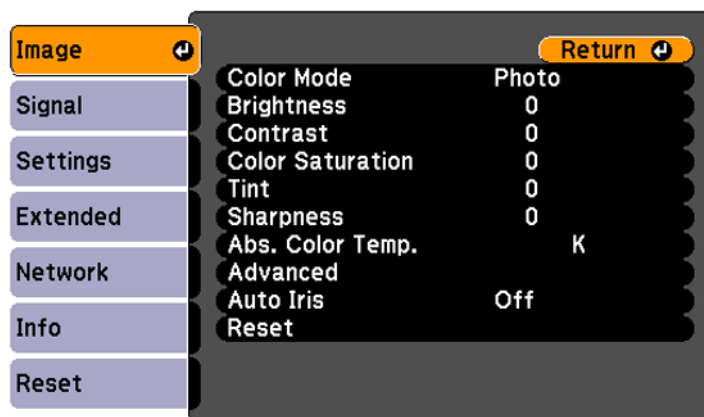 Image
Signal
Settings
Extended
Network
Info
Reset
Return
Color Mode Photo
Brightness 0
Contrast 0
Color Saturation 0
Tint 0
Sharpness 0
Abs. Color Temp. K
Advanced
Auto Iris Off
Reset